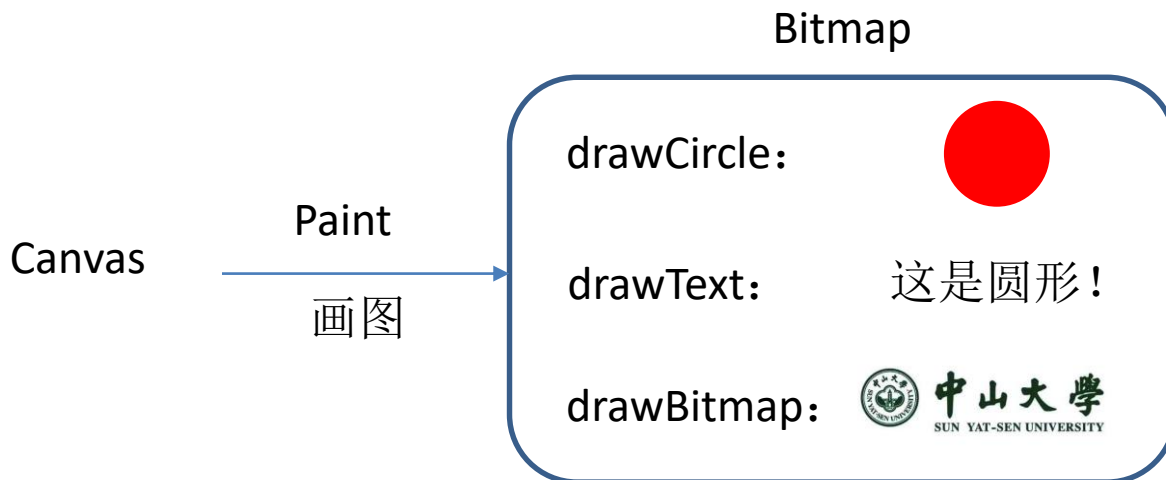 Bitmap
drawCircle：
Paint
Canvas
画图
drawText： 这是圆形！
drawBitmap： 中山大學
SUN YAT-SEN UNIVERSITY